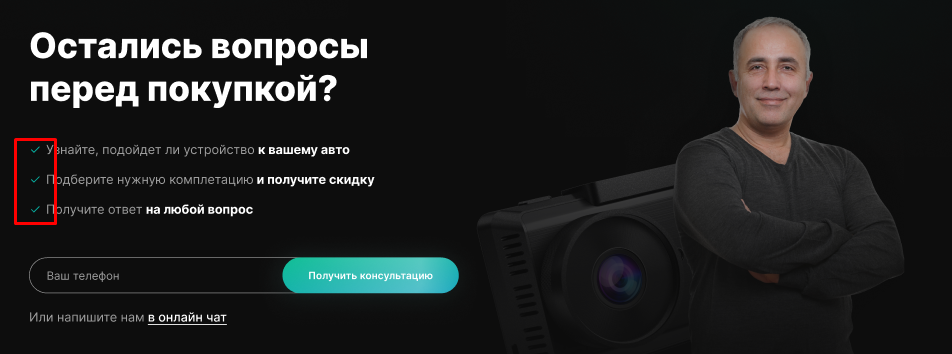 Остались вопросы
перед покупкой?
Узнайте, подойдет ли устройство к вашему авто
Подберите нужную комплетацию и получите скидку
Получите ответ на любой вопрос
Ваш телефон
Получить консультацию
Или напишите нам в онлайн чат